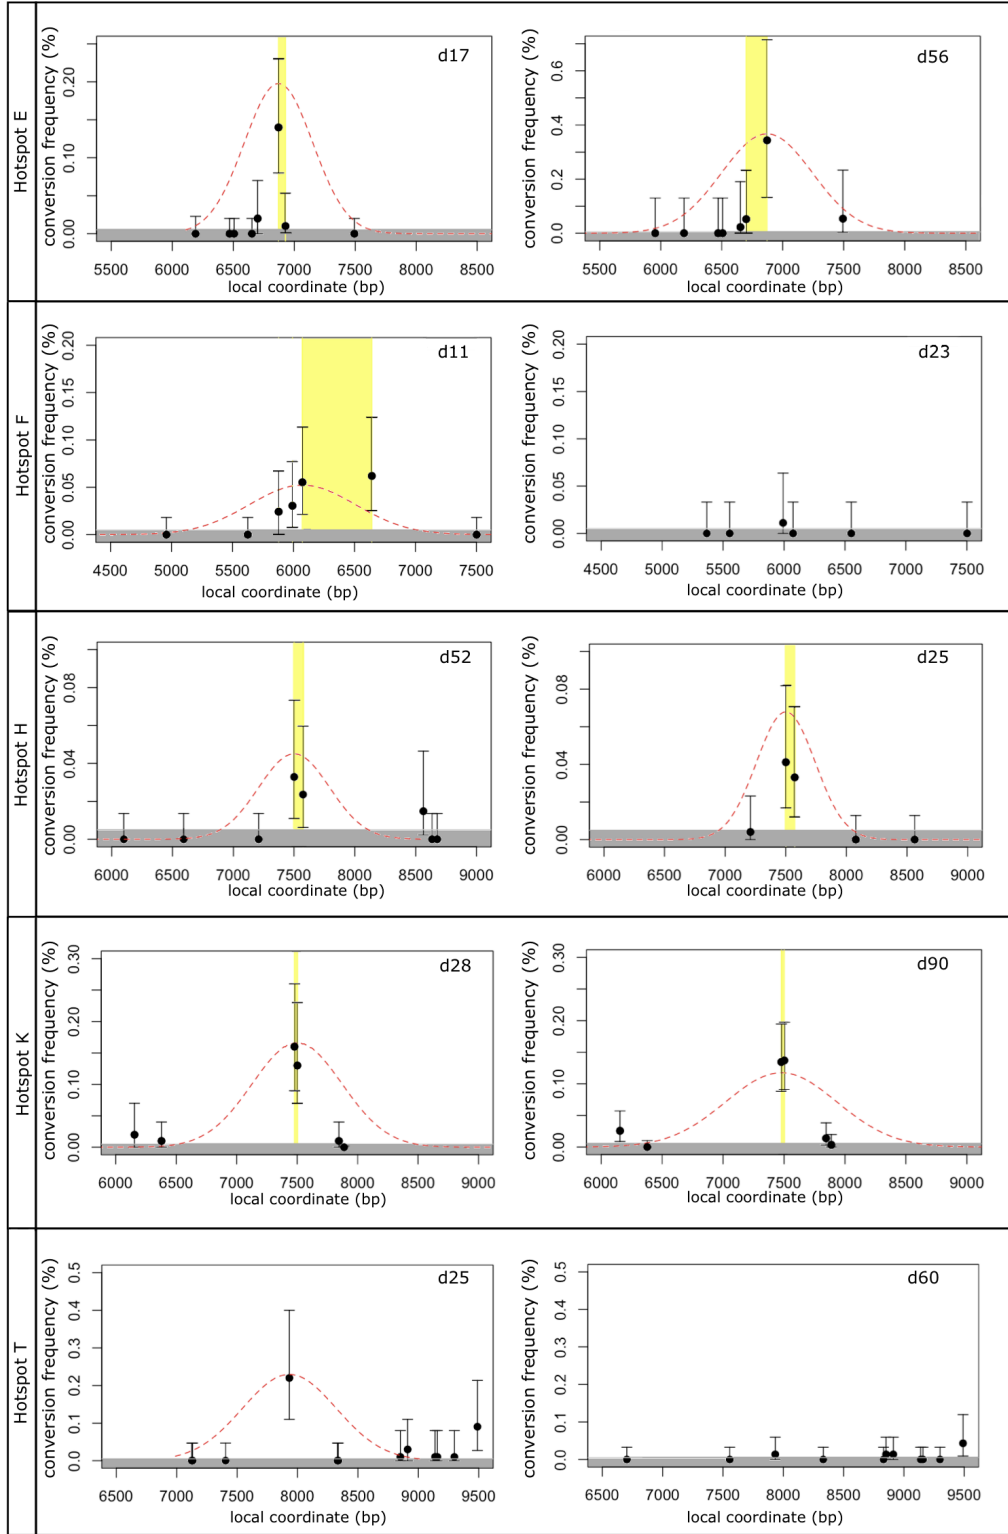 Hotspot E
conversion frequency (%)
0.00 0.10 0.20
d17
5500 6000 6500 7000 7500 8000 8500
local coordinate (bp)
conversion frequency (%)
0.0 0.2 0.4 0.6
d56
5500 6000 6500 7000 7500 8000 8500
local coordinate (bp)
Hotspot F
conversion frequency (%)
0.00 0.05 0.10 0.15 0.20
d11
4500 5000 5500 6000 6500 7000 7500
local coordinate (bp)
conversion frequency (%)
0.00 0.05 0.10 0.15 0.20
d23
4500 5000 5500 6000 6500 7000 7500
local coordinate (bp)
Hotspot H
conversion frequency (%)
0.00 0.04 0.08
d52
6000 6500 7000 7500 8000 8500 9000
local coordinate (bp)
conversion frequency (%)
0.00 0.04 0.08
d25
6000 6500 7000 7500 8000 8500 9000
local coordinate (bp)
Hotspot K
conversion frequency (%)
0.00 0.10 0.20 0.30
d28
6000 6500 7000 7500 8000 8500 9000
local coordinate (bp)
conversion frequency (%)
0.00 0.10 0.20 0.30
d90
6000 6500 7000 7500 8000 8500 9000
local coordinate (bp)
Hotspot T
conversion frequency (%)
0.0 0.1 0.2 0.3 0.4 0.5
d25
6500 7000 7500 8000 8500 9000 9500
local coordinate (bp)
conversion frequency (%)
0.0 0.1 0.2 0.3 0.4 0.5
d60
6500 7000 7500 8000 8500 9000 9500
local coordinate (bp)